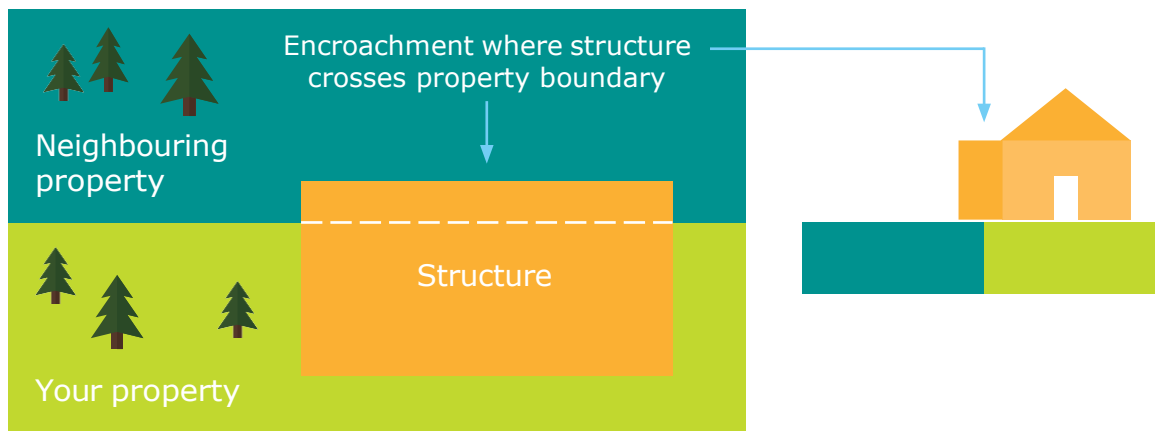 Encroachment where structure
crosses property boundary
Neighbouring
property
Structure
Your property